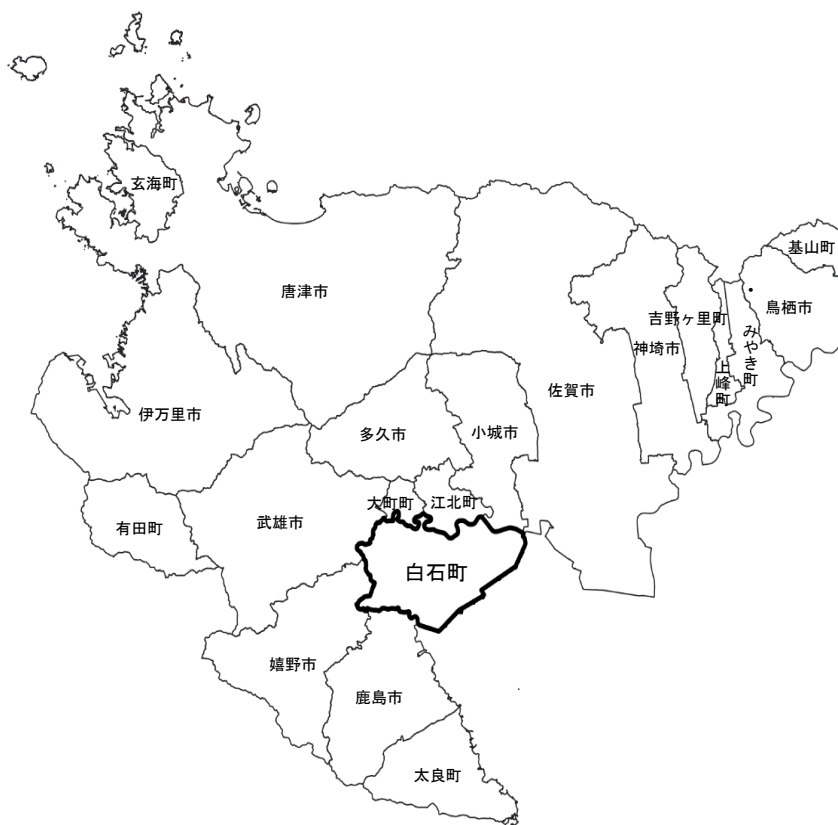 玄海町
基山町
唐津市
鳥栖市
吉野ヶ里町
みやき町
神埼市
上峰町
佐賀市
伊万里市
多久市
小城市
大町町
江北町
有田町
武雄市
白石町
嬉野市
鹿島市
太良町